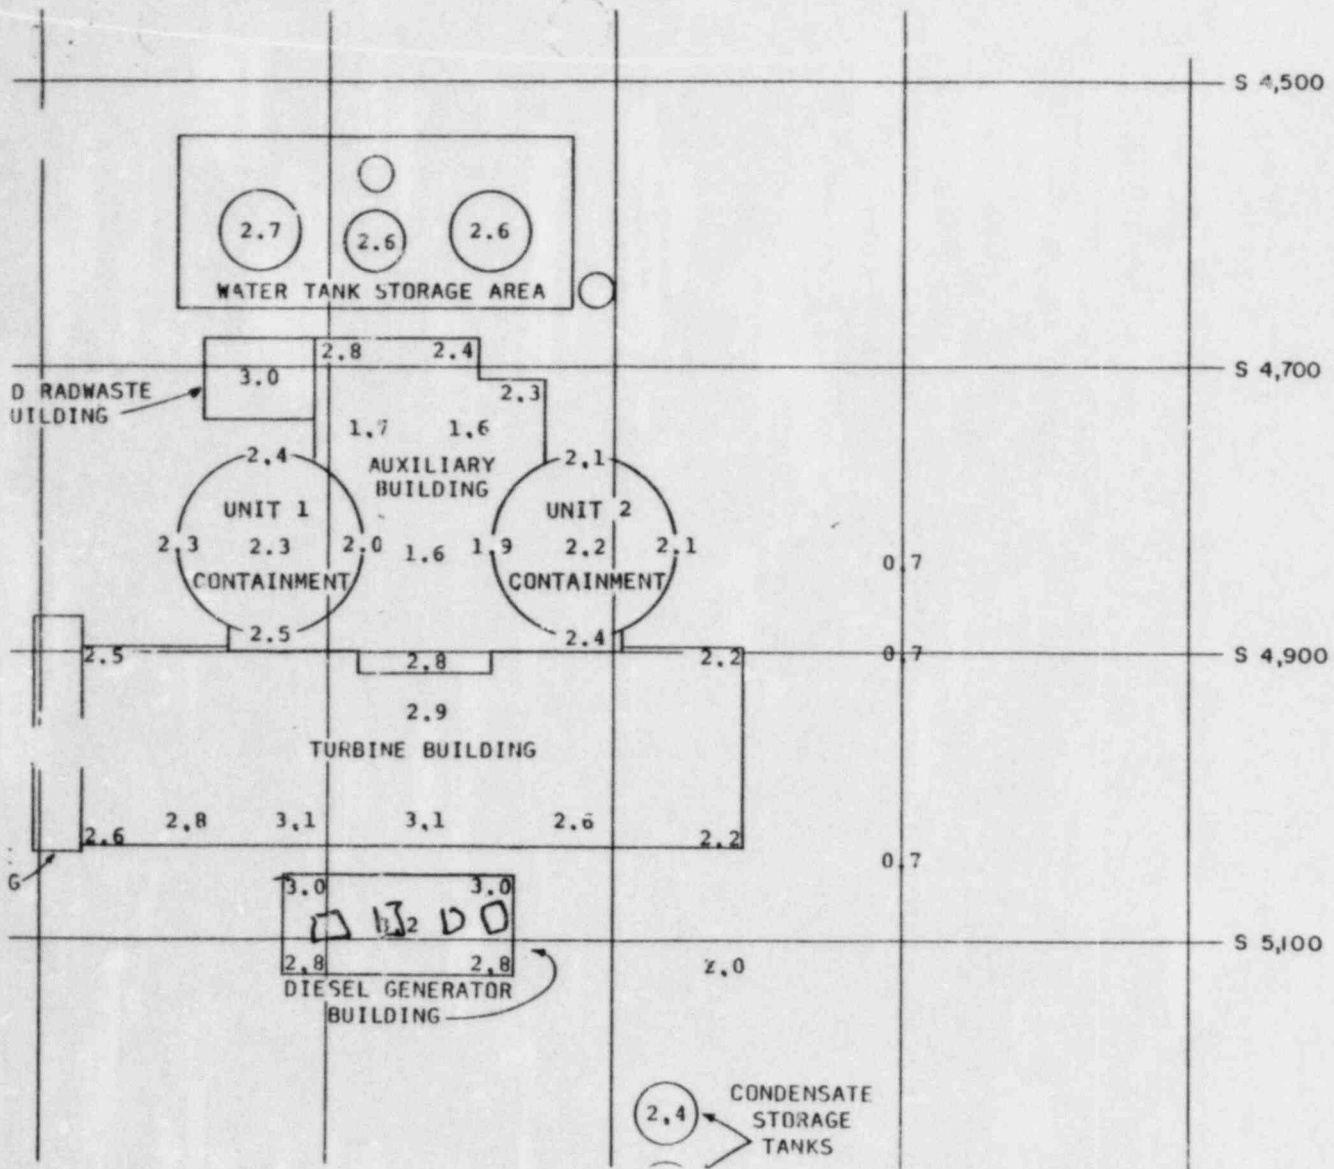 S 4,500
2.7
2.6
2.6
WATER TANK STORAGE AREA
2.8
2.4
S 4,700
3.0
D RADWASTE
UILDING
2.3
1.7
1.6
2.4
AUXILIARY
BUILDING
2.1
UNIT 1
UNIT 2
2.3
2.3
2.0
1.6
1.9
2.2
2.1
0.7
CONTAINMENT
CONTAINMENT
2.5
2.4
2.5
2.8
2.2
0.7
S 4,900
2.9
TURBINE BUILDING
2.8
3.1
3.1
2.6
2.6
2.2
0.7
G
3.0
3.0
2
S 5,100
2.8
2.8
2.0
DIESEL GENERATOR
BUILDING
2.4
CONDENSATE
STORAGE
TANKS